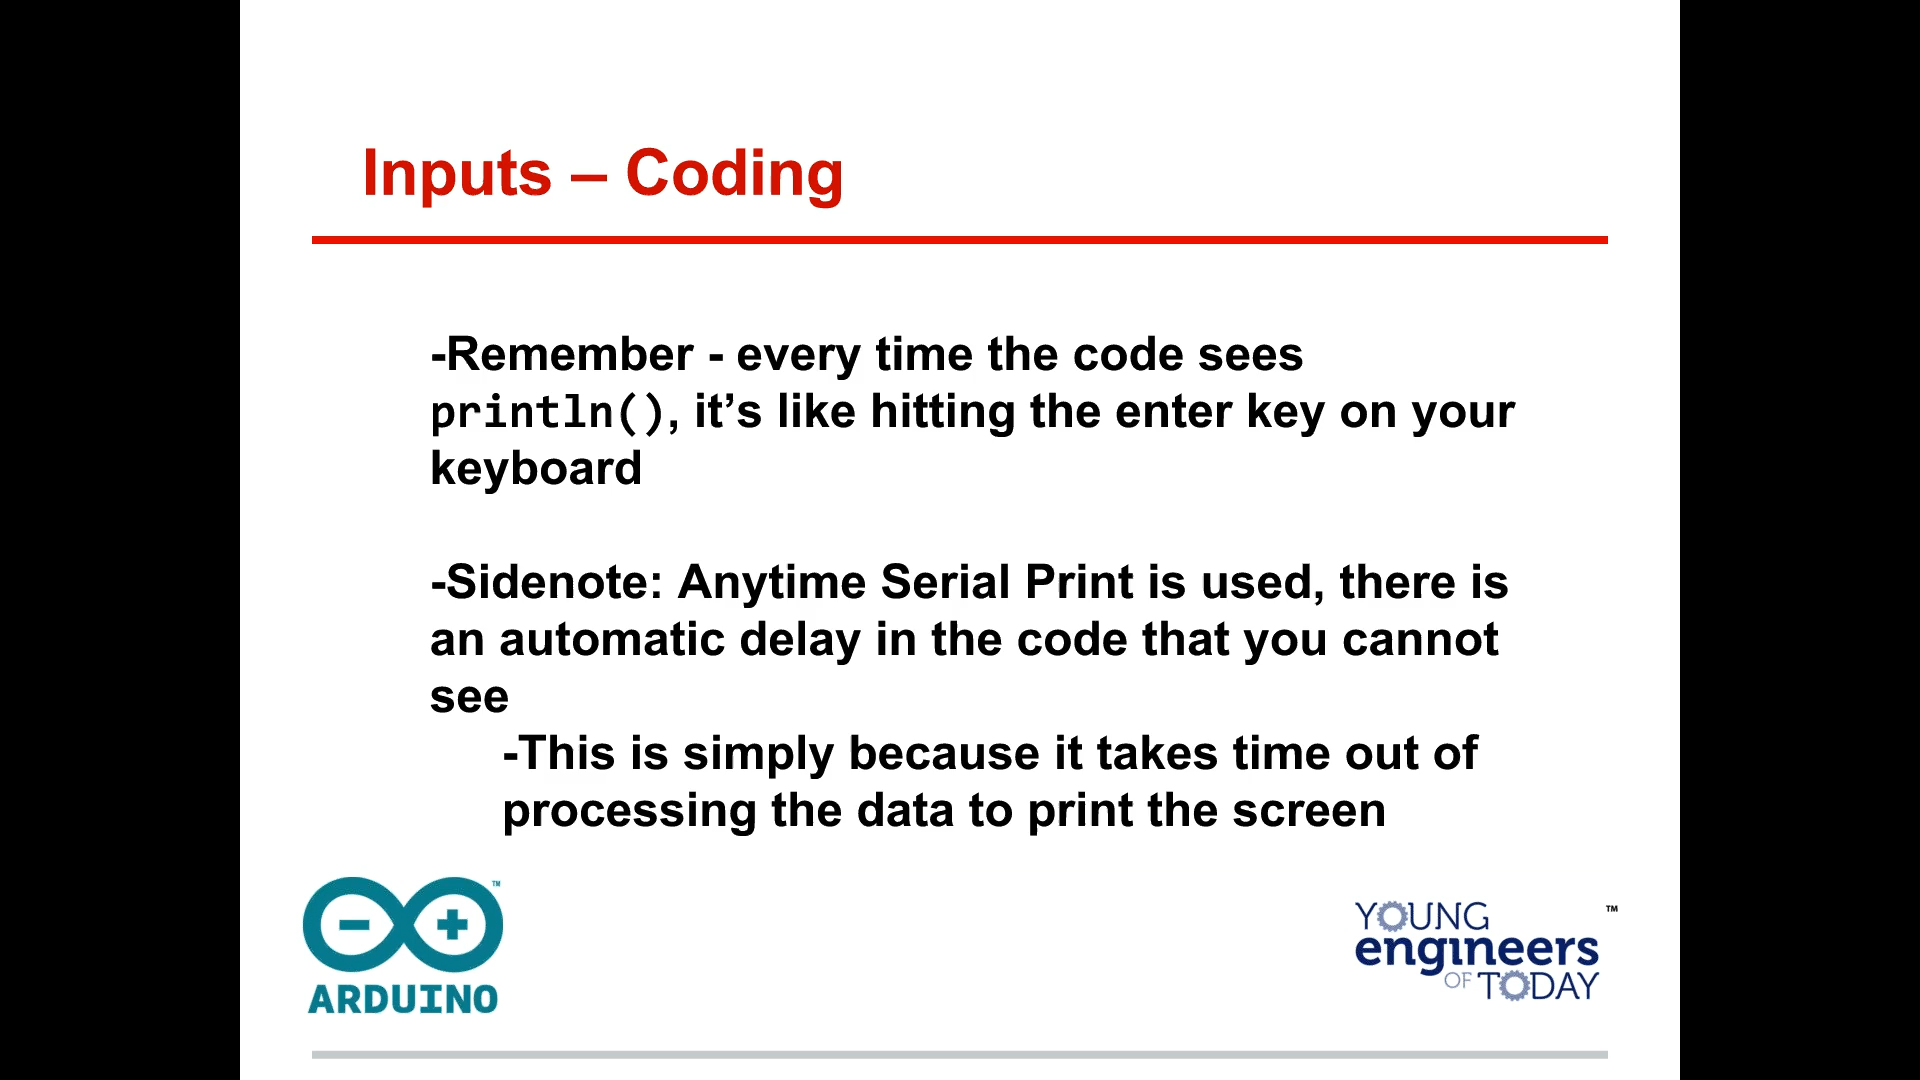 Inputs – Coding
-Remember - every time the code sees
println(), it’s like hitting the enter key on your
keyboard
-Sidenote: Anytime Serial Print is used, there is
an automatic delay in the code that you cannot
see
-This is simply because it takes time out of
processing the data to print the screen
TM
ARDUINO
YOUNG TM
engineers
OF TODAY